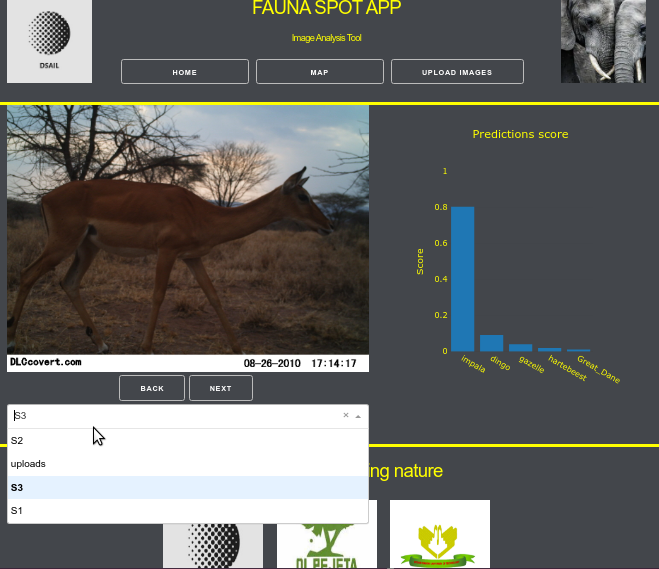 FAUNA SPOT APP
Image Analysis Tool
DSAIL
HOME
MAP
UPLOAD IMAGES
DLCcovert.com
08-26-2010 17:14:17
Predictions score
1
0.8
0.6
0.4
0.2
0
Score
impala
dingo
gazelle
hartebeest
Great_Dane
BACK
NEXT
S3
×
S2
uploads
S3
S1
ing nature
OL PEJETA